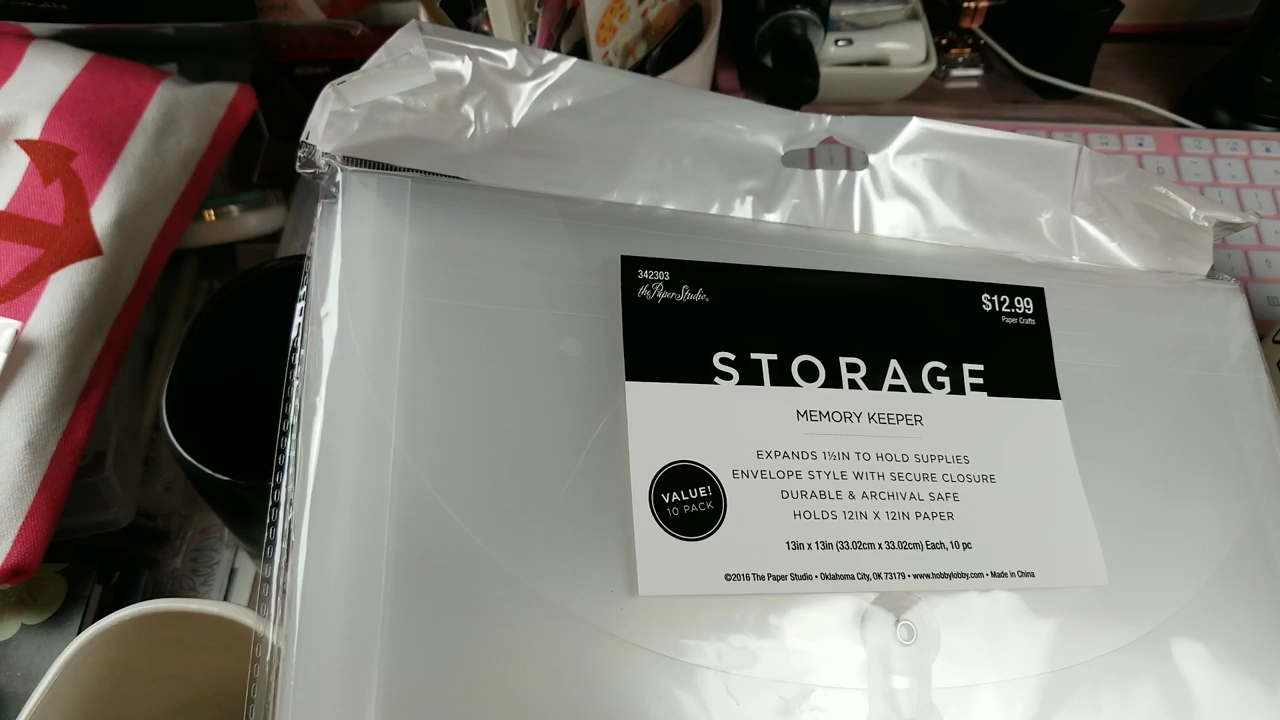 342303
the Paper Studio®
$12.99
Paper Crafts
STORAGE
MEMORY KEEPER
EXPANDS 1½IN TO HOLD SUPPLIES
ENVELOPE STYLE WITH SECURE CLOSURE
DURABLE & ARCHIVAL SAFE
HOLDS 12IN X 12IN PAPER
VALUE!
10 PACK
13in x 13in (33.02cm x 33.02cm) Each, 10 pc
©2016 The Paper Studio • Oklahoma City, OK 73179 • www.hobbylobby.com • Made in China